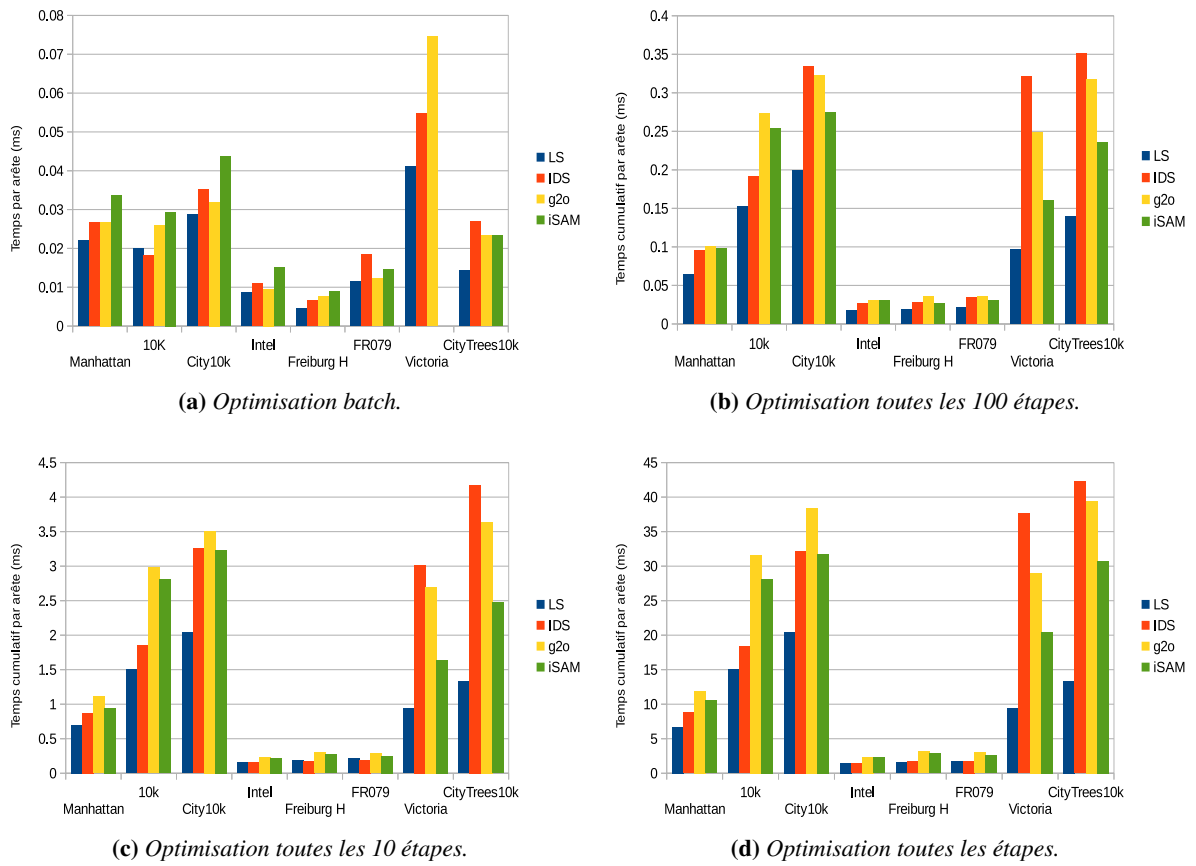 0.08
0.07
0.06
0.05
0.04
0.03
0.02
0.01
0
Temps par arête (ms)
10K Intel FR079 CityTrees10k
Manhattan City10k Freiburg H Victoria
LS
IDS
g2o
iSAM
(a) Optimisation batch.
0.4
0.35
0.3
0.25
0.2
0.15
0.1
0.05
0
Temps cumulatif par arête (ms)
10k Intel FR079 CityTrees10k
Manhattan City10k Freiburg H Victoria
LS
IDS
g2o
iSAM
(b) Optimisation toutes les 100 étapes.
4.5
4
3.5
3
2.5
2
1.5
1
0.5
0
Temps cumulatif par arête (ms)
10k Intel FR079 CityTrees10k
Manhattan City10k Freiburg H Victoria
LS
IDS
g2o
iSAM
(c) Optimisation toutes les 10 étapes.
45
40
35
30
25
20
15
10
5
0
Temps cumulatif par arête (ms)
10k Intel FR079 CityTrees10k
Manhattan City10k Freiburg H Victoria
LS
IDS
g2o
iSAM
(d) Optimisation toutes les étapes.